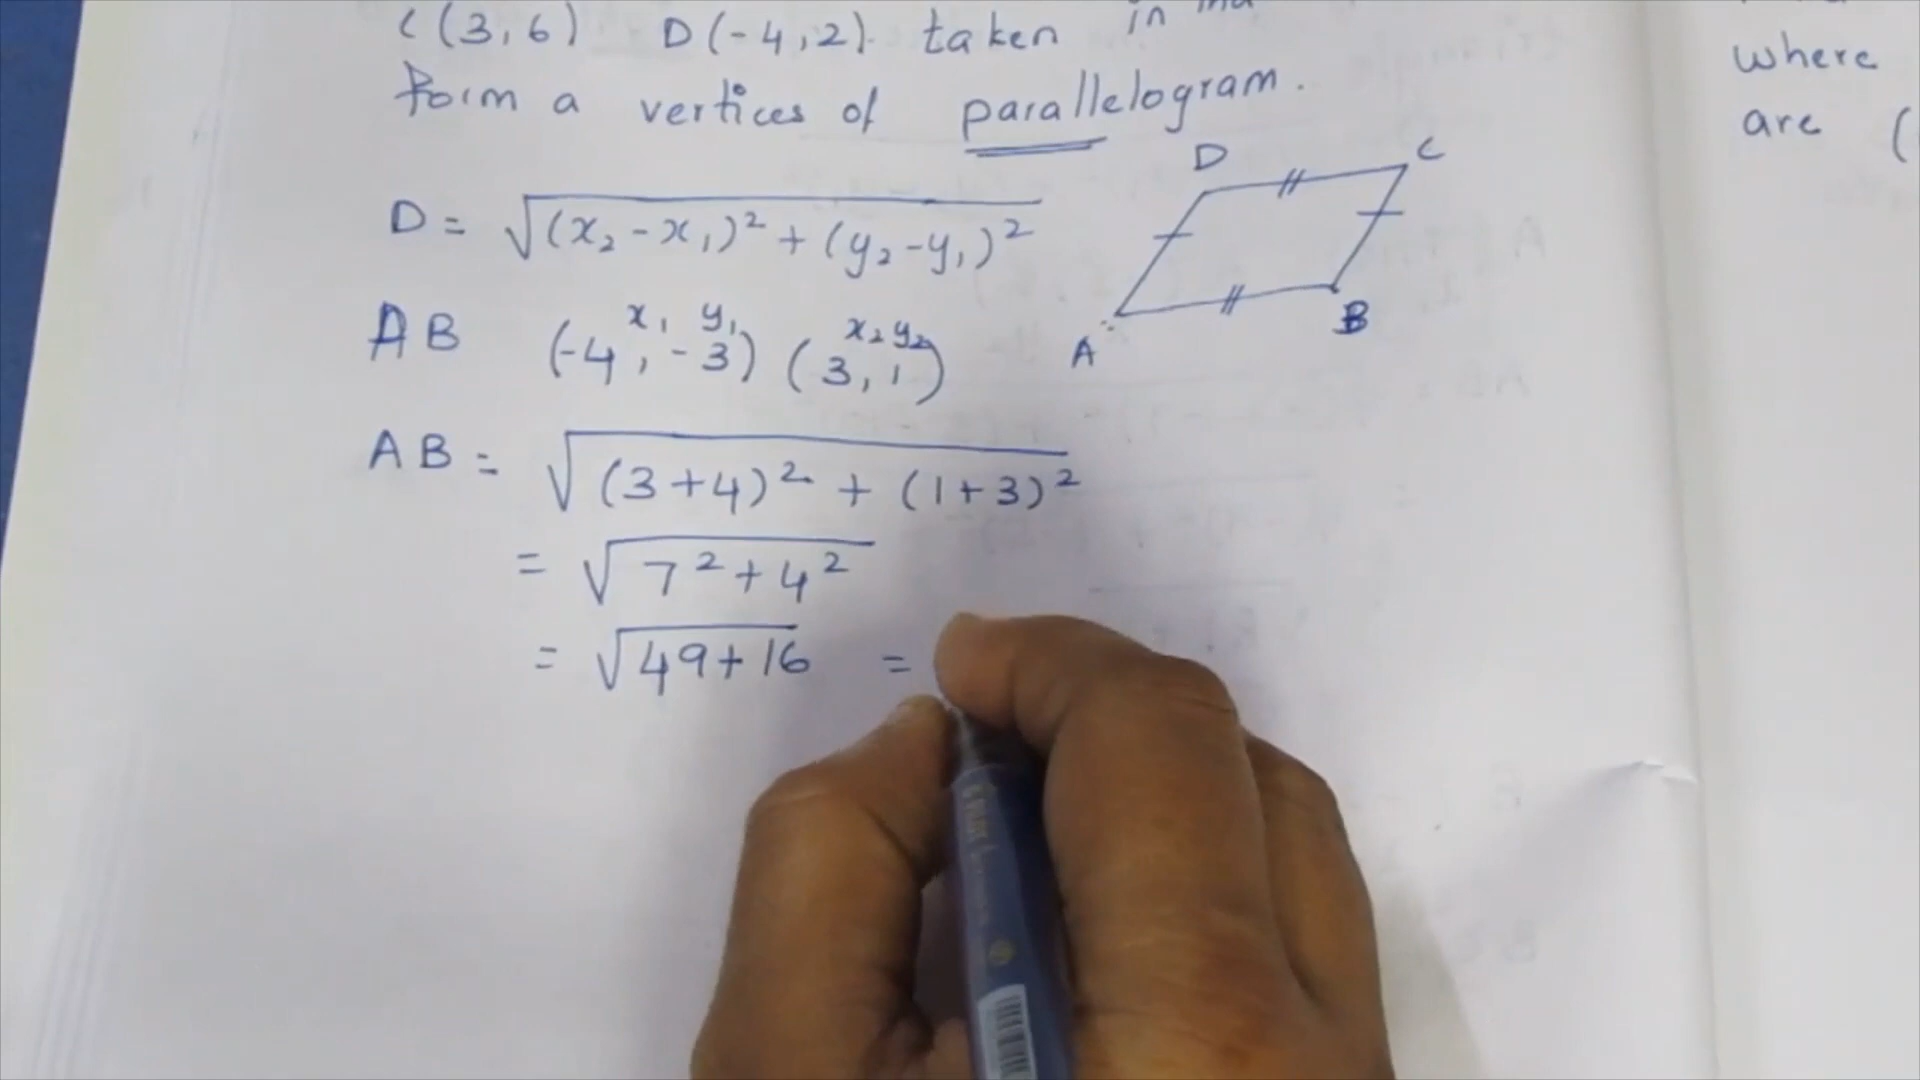 C(3,6) D(-4,2). taken in
form a vertices of parallelogram.
D = √(x₂-x₁)² + (y₂-y₁)²
D C
A B
x₁ y₁ x₂ y₂
AB (-4, -3) (3, 1)
AB = √(3+4)² + (1+3)²
= √7² + 4²
= √49+16 =
where
are (